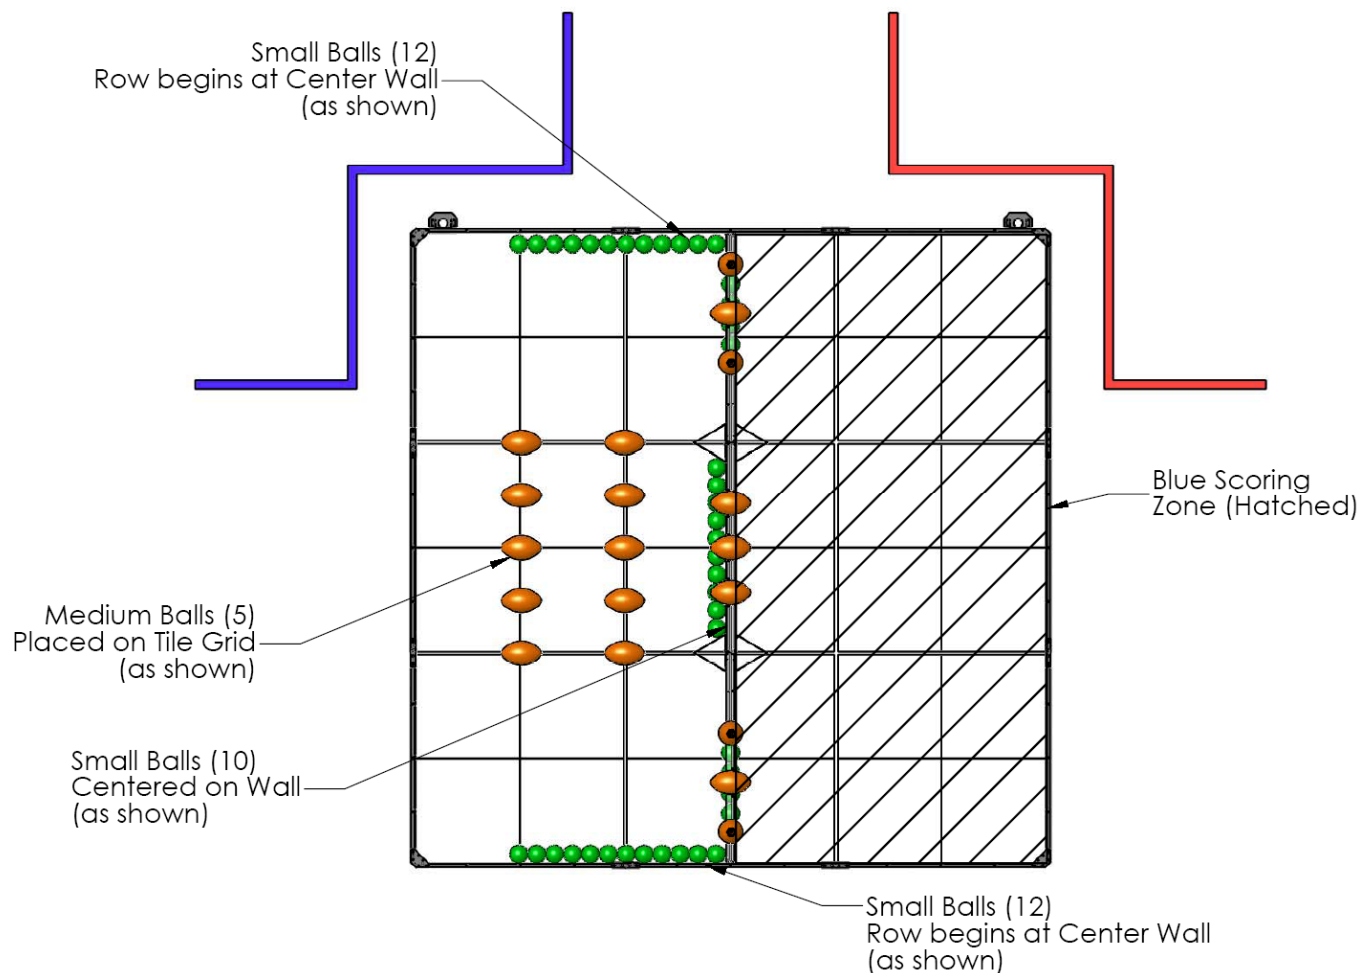 Small Balls (12)
Row begins at Center Wall
(as shown)
Blue Scoring
Zone (Hatched)
Medium Balls (5)
Placed on Tile Grid
(as shown)
Small Balls (10)
Centered on Wall
(as shown)
Small Balls (12)
Row begins at Center Wall
(as shown)